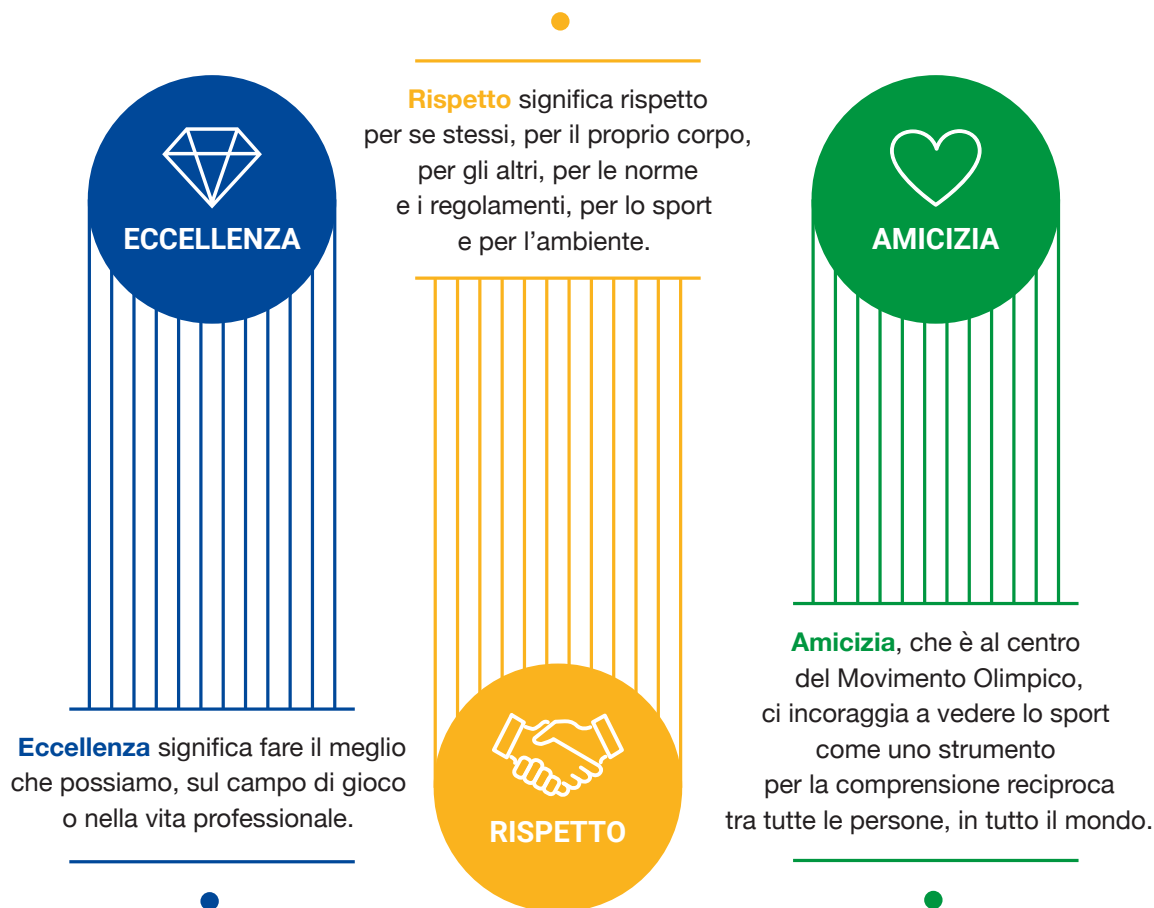 ECCELLENZA
Eccellenza significa fare il meglio
che possiamo, sul campo di gioco
o nella vita professionale.
Rispetto significa rispetto
per se stessi, per il proprio corpo,
per gli altri, per le norme
e i regolamenti, per lo sport
e per l’ambiente.
RISPETTO
AMICIZIA
Amicizia, che è al centro
del Movimento Olimpico,
ci incoraggia a vedere lo sport
come uno strumento
per la comprensione reciproca
tra tutte le persone, in tutto il mondo.